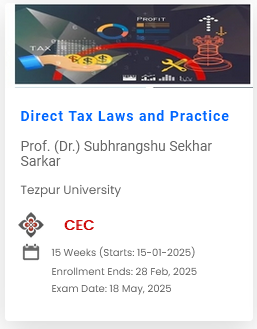 PROFIT
TAX
Direct Tax Laws and Practice
Prof. (Dr.) Subhrangshu Sekhar
Sarkar
Tezpur University
CEC
15 Weeks (Starts: 15-01-2025)
Enrollment Ends: 28 Feb, 2025
Exam Date: 18 May, 2025